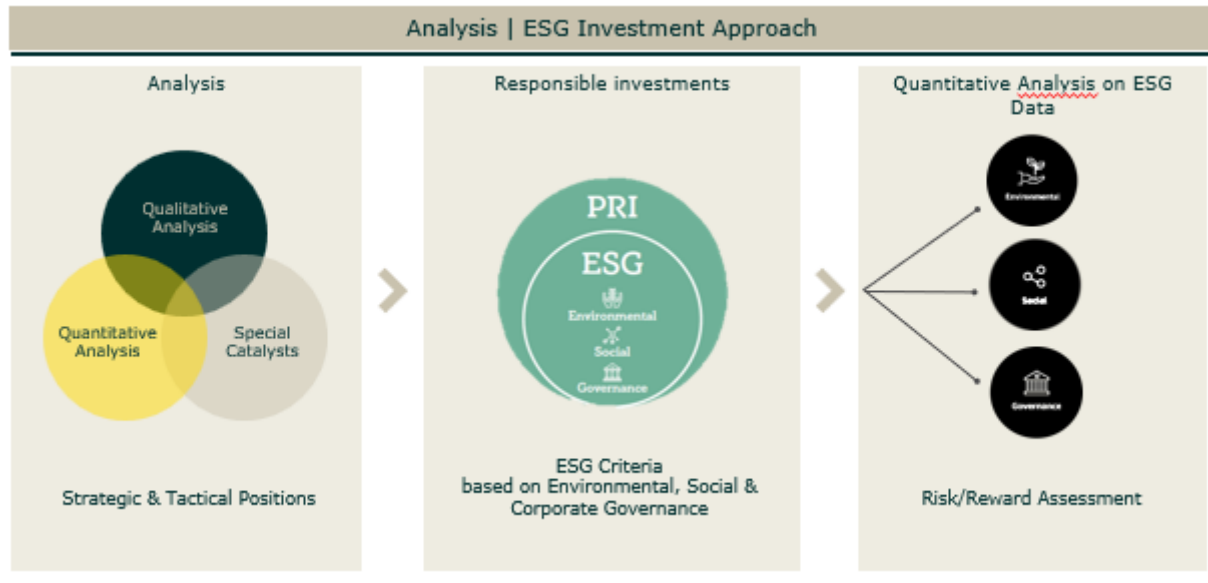 Analysis | ESG Investment Approach
Analysis
Qualitative
Analysis
Quantitative
Analysis
Special
Catalysts
Strategic & Tactical Positions
Responsible investments
PRI
ESG
Environmental
Social
Governance
ESG Criteria
based on Environmental, Social &
Corporate Governance
Quantitative Analysis on ESG
Data
Environmental
Social
Governance
Risk/Reward Assessment